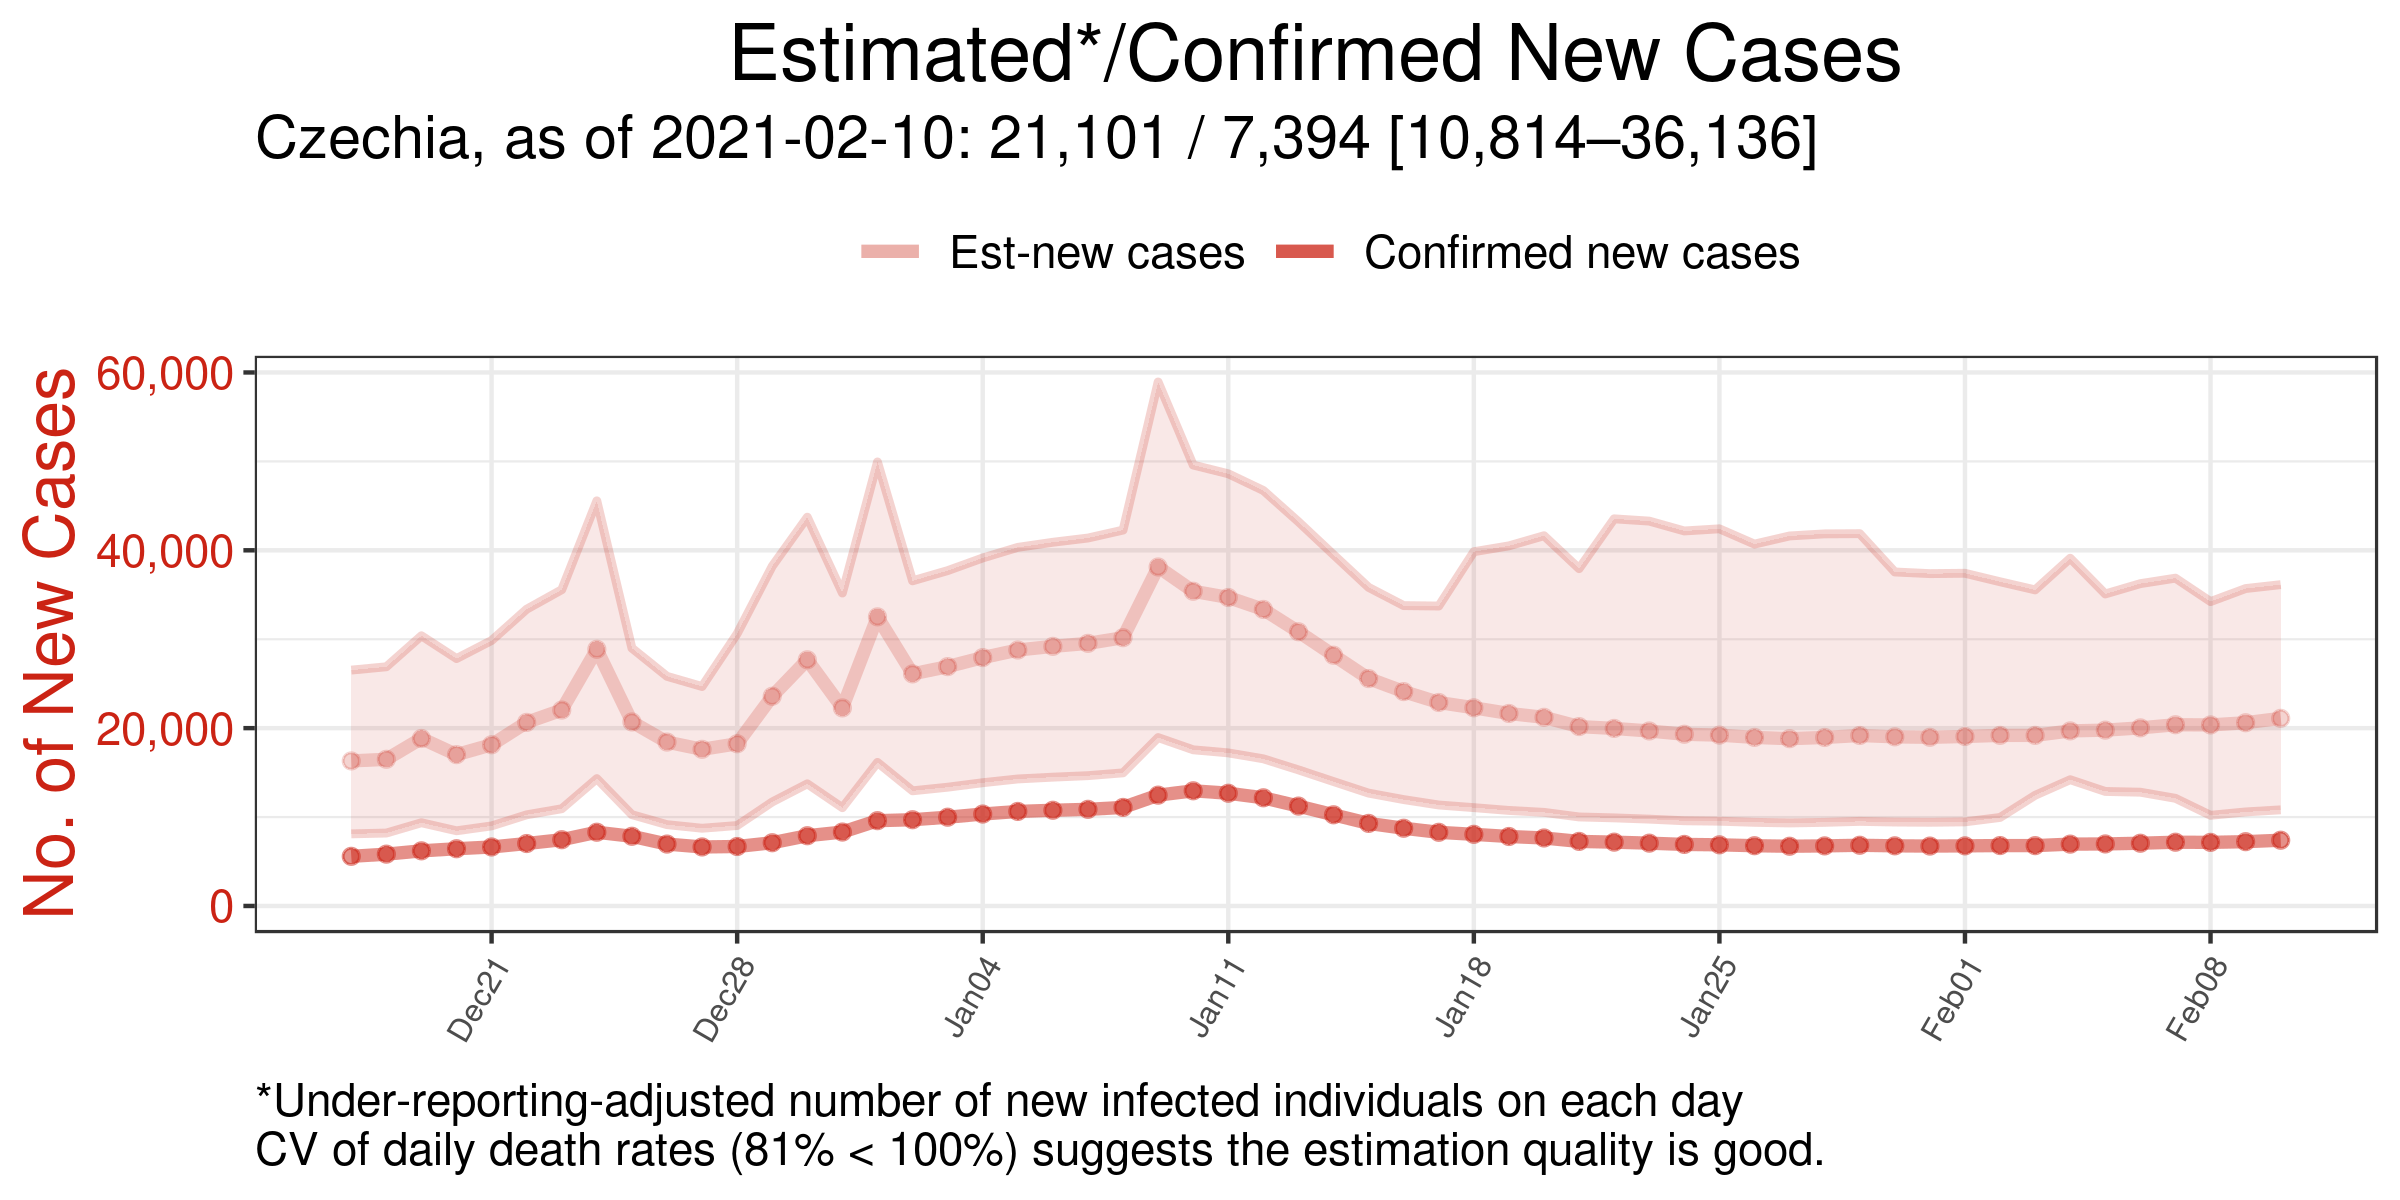 Estimated*/Confirmed New Cases
Czechia, as of 2021-02-10: 21,101 / 7,394 [10,814–36,136]
Est-new cases Confirmed new cases
No. of New Cases
60,000
40,000
20,000
0
Dec21 Dec28 Jan04 Jan11 Jan18 Jan25 Feb01 Feb08
*Under-reporting-adjusted number of new infected individuals on each day
CV of daily death rates (81% < 100%) suggests the estimation quality is good.